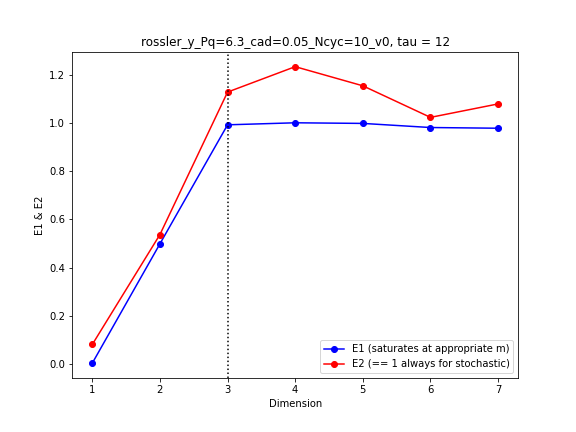 rossler_y_Pq=6.3_cad=0.05_Ncyc=10_v0, tau = 12
1.2
1.0
0.8
0.6
0.4
0.2
0.0
E1 & E2
E1 (saturates at appropriate m)
E2 (== 1 always for stochastic)
1 2 3 4 5 6 7
Dimension